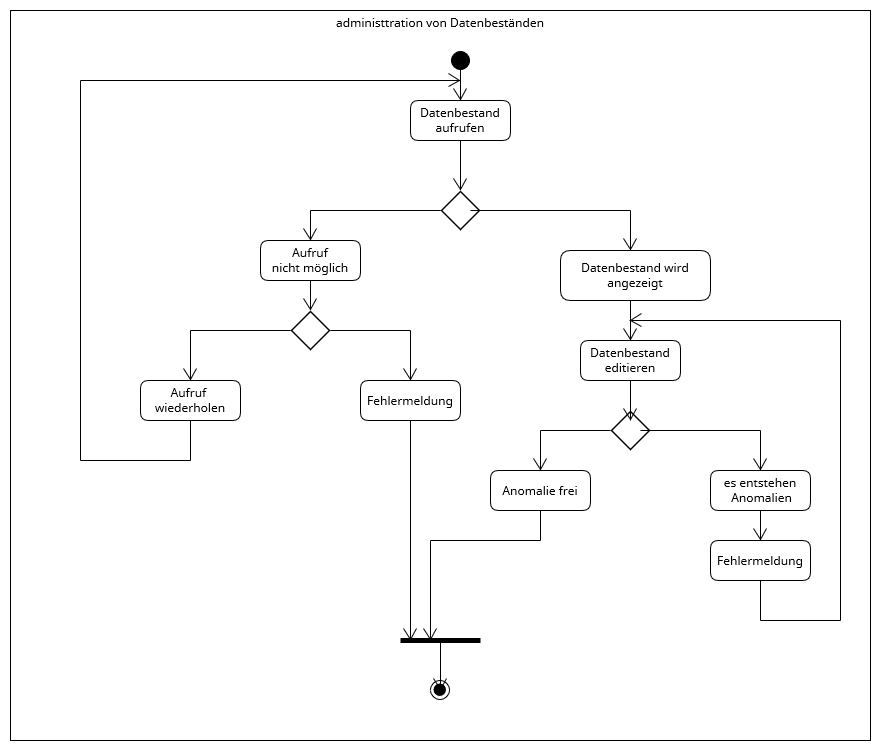 administtration von Datenbeständen
Datenbestand
aufrufen
Aufruf
nicht möglich
Datenbestand wird
angezeigt
Datenbestand
editieren
Aufruf
wiederholen
Fehlermeldung
Anomalie frei
es entstehen
Anomalien
Fehlermeldung